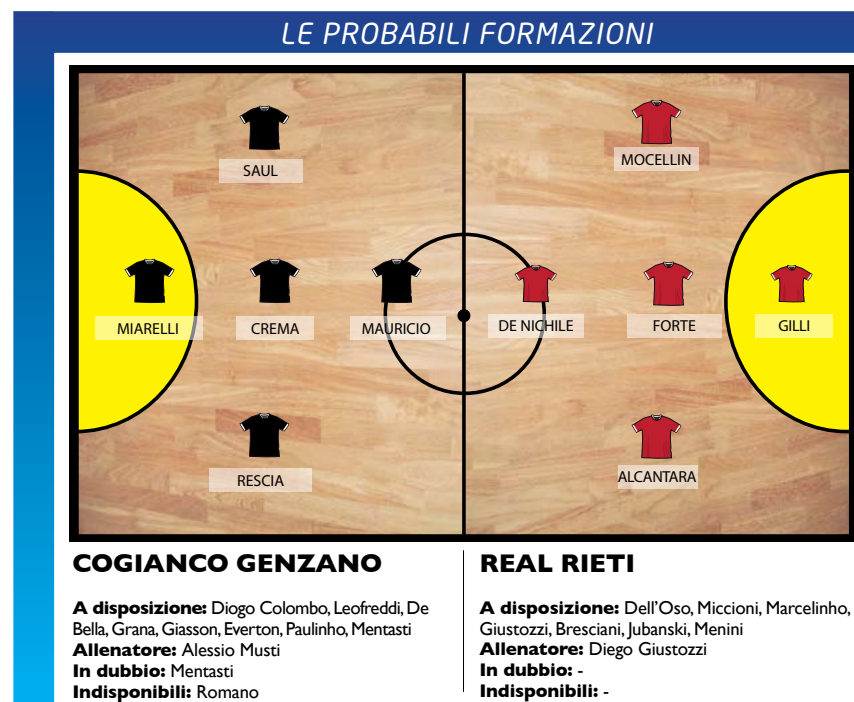 LE PROBABILI FORMAZIONI
SAUL
MOCELLIN
MIARELLI
CREMA
MAURICIO
DE NICHILE
FORTE
GILLI
RESCIA
ALCANTARA
COGIANCO GENZANO
A disposizione: Diogo Colombo, Leofreddi, De
Bella, Grana, Giasson, Everton, Paulinho, Mentasti
Allenatore: Alessio Musti
In dubbio: Mentasti
Indisponibili: Romano
REAL RIETI
A disposizione: Dell'Oso, Miccioni, Marcelinho,
Giustozzi, Bresciani, Jubanski, Menini
Allenatore: Diego Giustozzi
In dubbio: -
Indisponibili: -